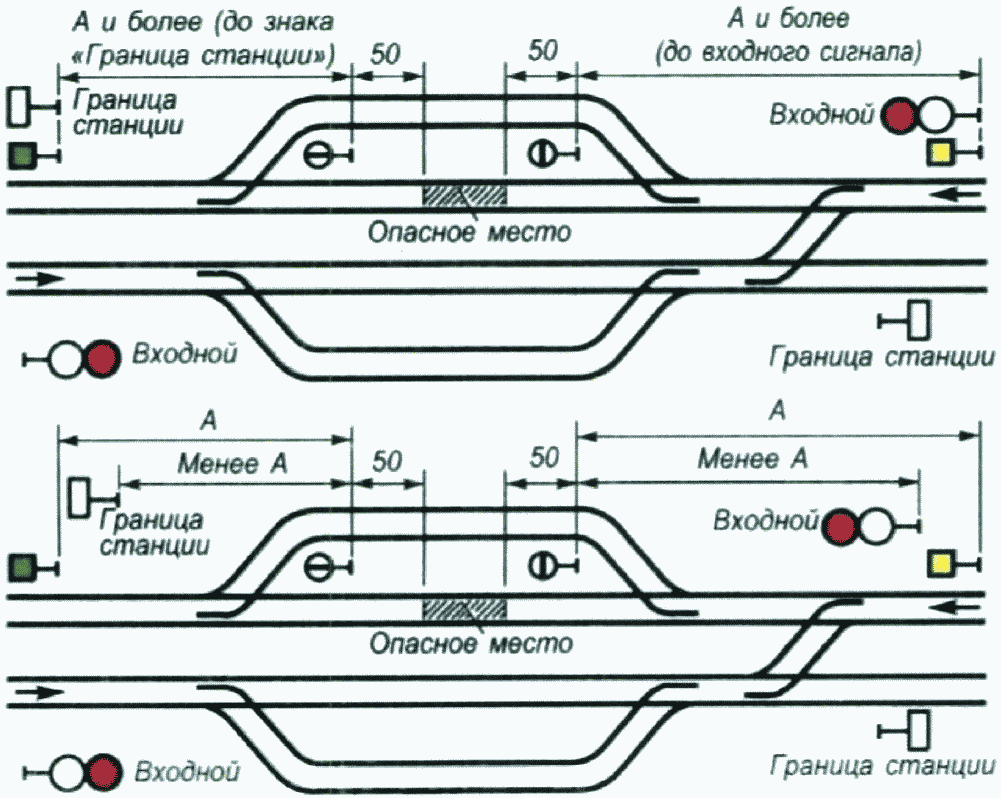 А и более (до знака
«Граница станции»)
50
50
А и более
(до входного сигнала)
Граница
станции
Входной
Опасное место
Входной
Граница станции
А
А
Менее А
50
50
Менее А
Граница
станции
Входной
Опасное место
Входной
Граница станции